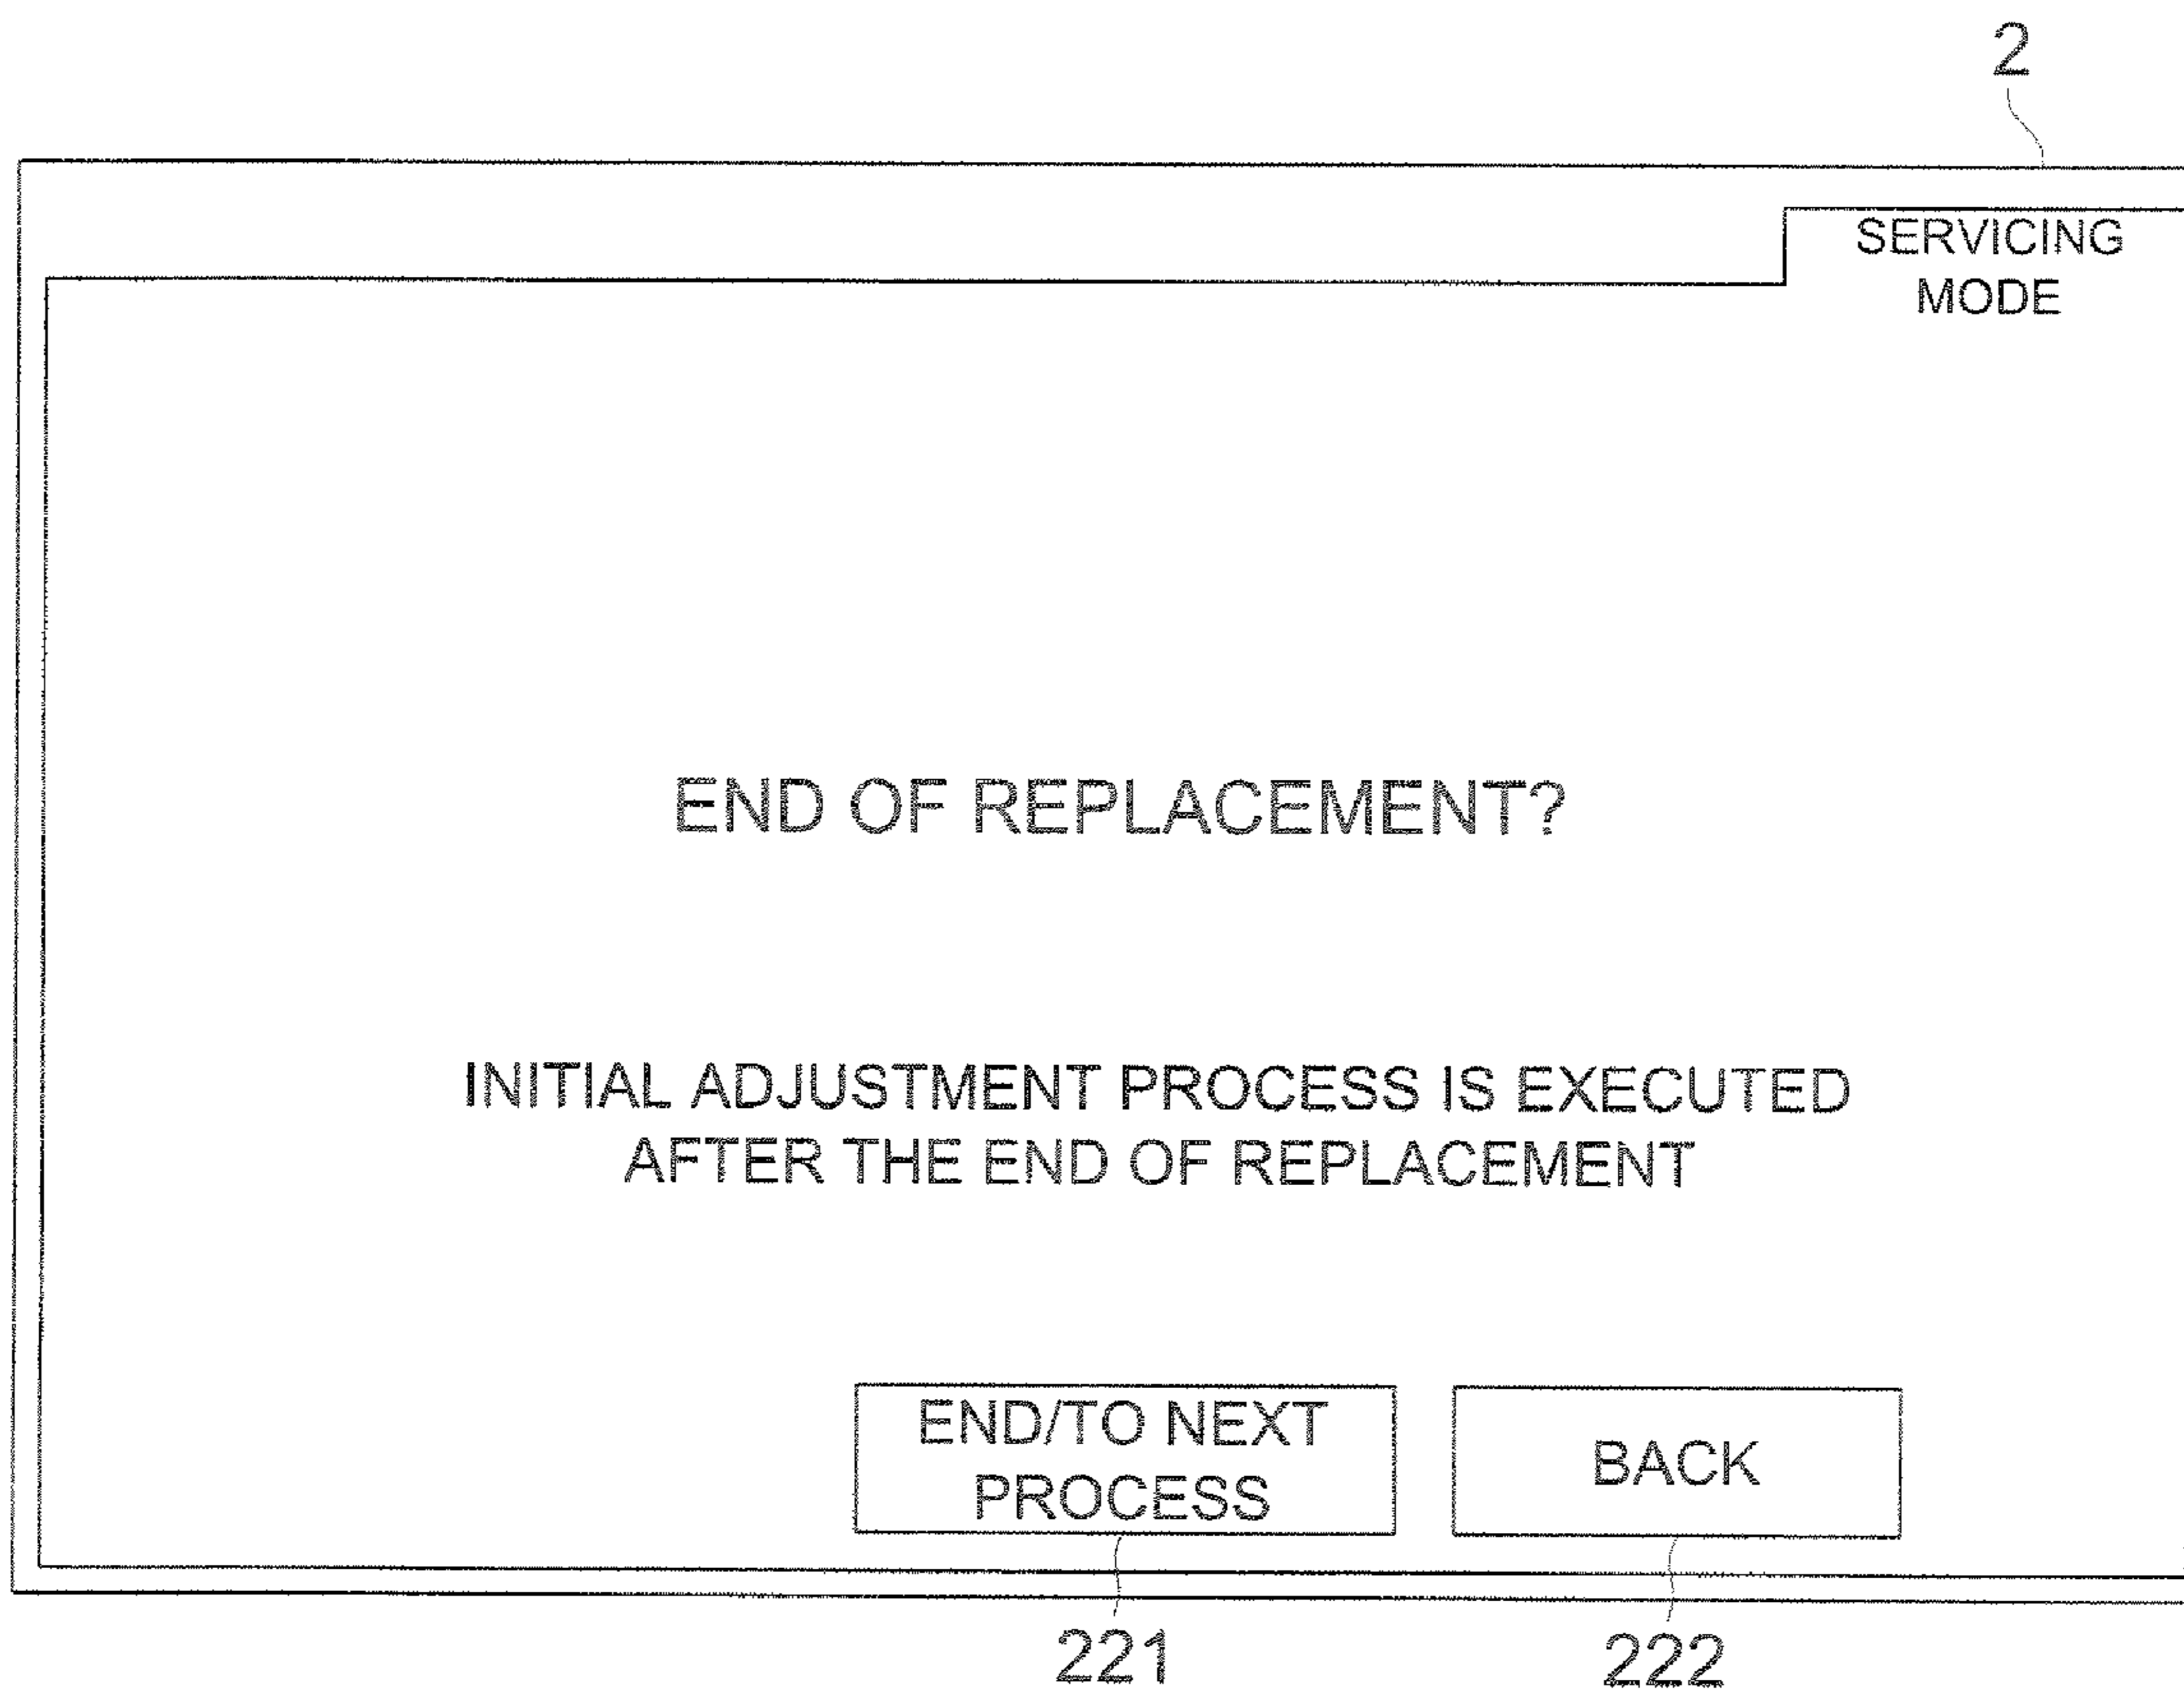 2
SERVICING
MODE
END OF REPLACEMENT?
INITIAL ADJUSTMENT PROCESS IS EXECUTED
AFTER THE END OF REPLACEMENT
END/TO NEXT
PROCESS
BACK
221
222